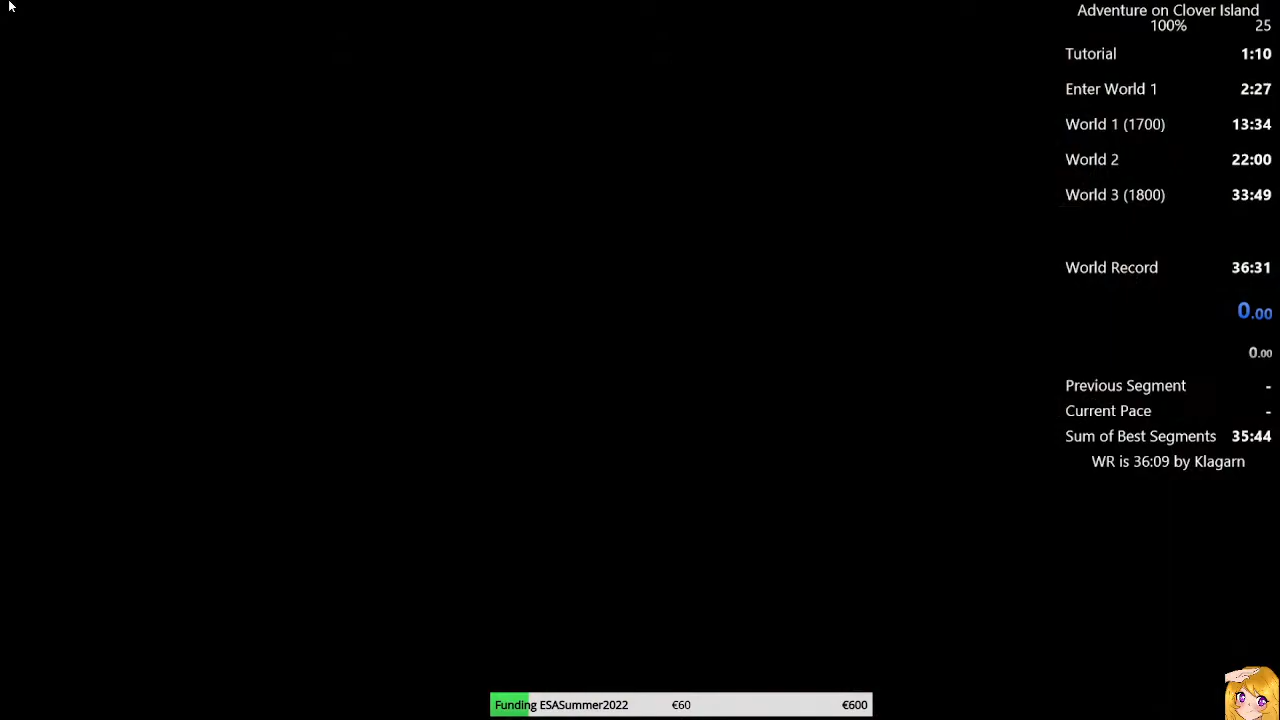 Adventure on Clover Island
100% 25
Tutorial 1:10
Enter World 1 2:27
World 1 (1700) 13:34
World 2 22:00
World 3 (1800) 33:49
World Record 36:31
0.00
0.00
Previous Segment -
Current Pace -
Sum of Best Segments 35:44
WR is 36:09 by Klagarn
Funding ESASummer2022 €60 €600